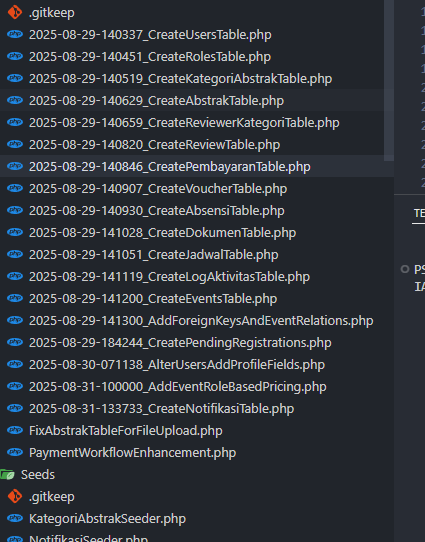 .gitkeep
2025-08-29-140337_CreateUsersTable.php
2025-08-29-140451_CreateRolesTable.php
2025-08-29-140519_CreateKategoriAbstrakTable.php
2025-08-29-140629_CreateAbstrakTable.php
2025-08-29-140659_CreateReviewerKategoriTable.php
2025-08-29-140820_CreateReviewTable.php
2025-08-29-140846_CreatePembayaranTable.php
2025-08-29-140907_CreateVoucherTable.php
2025-08-29-140930_CreateAbsensiTable.php
2025-08-29-141028_CreateDokumenTable.php
2025-08-29-141051_CreateJadwalTable.php
2025-08-29-141119_CreateLogAktivitasTable.php
2025-08-29-141200_CreateEventsTable.php
2025-08-29-141300_AddForeignKeysAndEventRelations.php
2025-08-29-184244_CreatePendingRegistrations.php
2025-08-30-071138_AlterUsersAddProfileFields.php
2025-08-31-100000_AddEventRoleBasedPricing.php
2025-08-31-133733_CreateNotifikasiTable.php
FixAbstrakTableForFileUpload.php
PaymentWorkflowEnhancement.php
Seeds
.gitkeep
KategoriAbstrakSeeder.php
NotifikasiSeeder.php